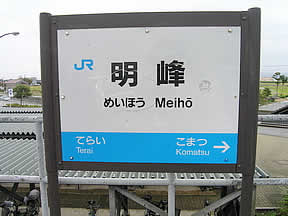 JR
明峰
めいほう Meihō
てらい こまつ
Terai Komatsu →